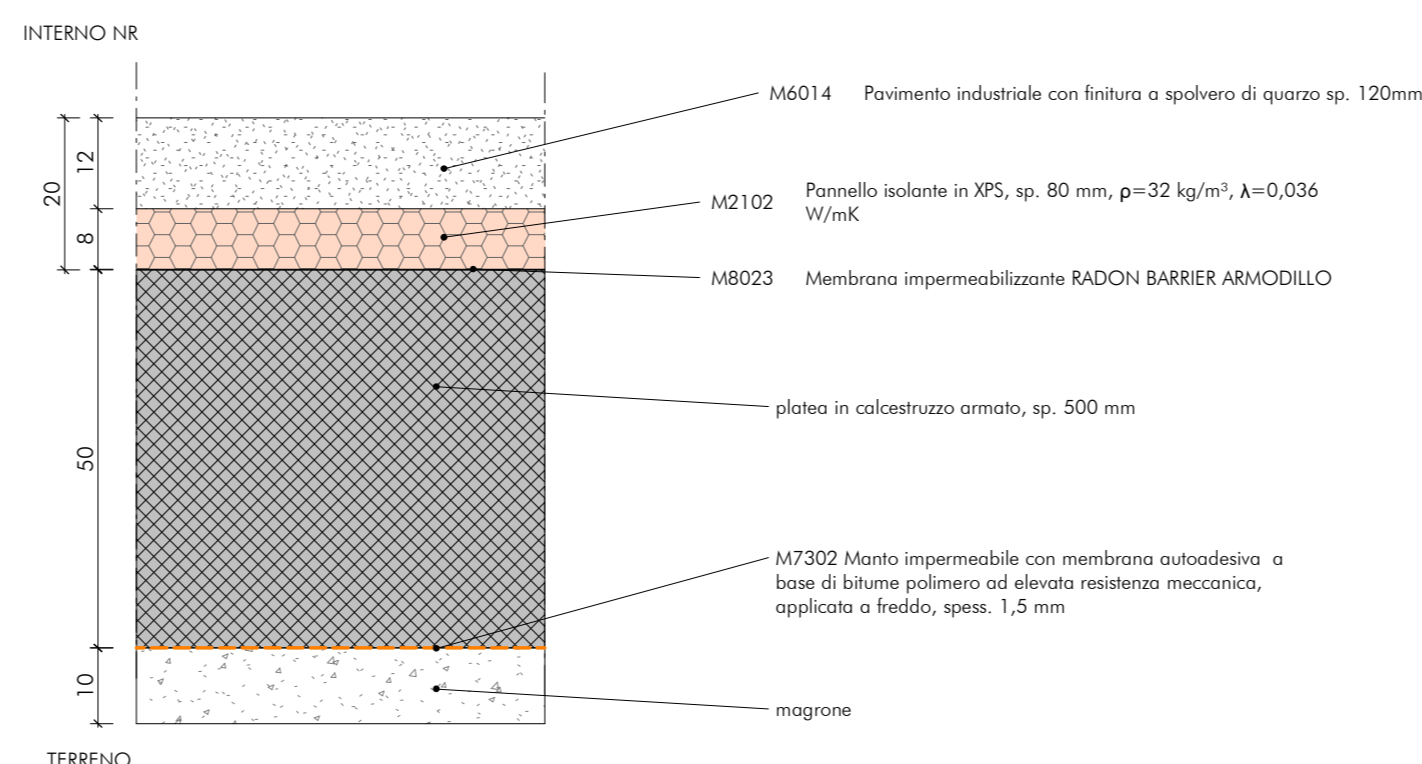 INTERNO NR
M6014 Pavimento industriale con finitura a spolvero di quarzo sp. 120mm
12
20
M2102 Pannello isolante in XPS, sp. 80 mm, ρ=32 kg/m³, λ=0,036
W/mK
8
M8023 Membrana impermeabilizzante RADON BARRIER ARMODILLO
platea in calcestruzzo armato, sp. 500 mm
50
M7302 Manto impermeabile con membrana autoadesiva a
base di bitume polimero ad elevata resistenza meccanica,
applicata a freddo, spess. 1,5 mm
10
magrone
TERRENO